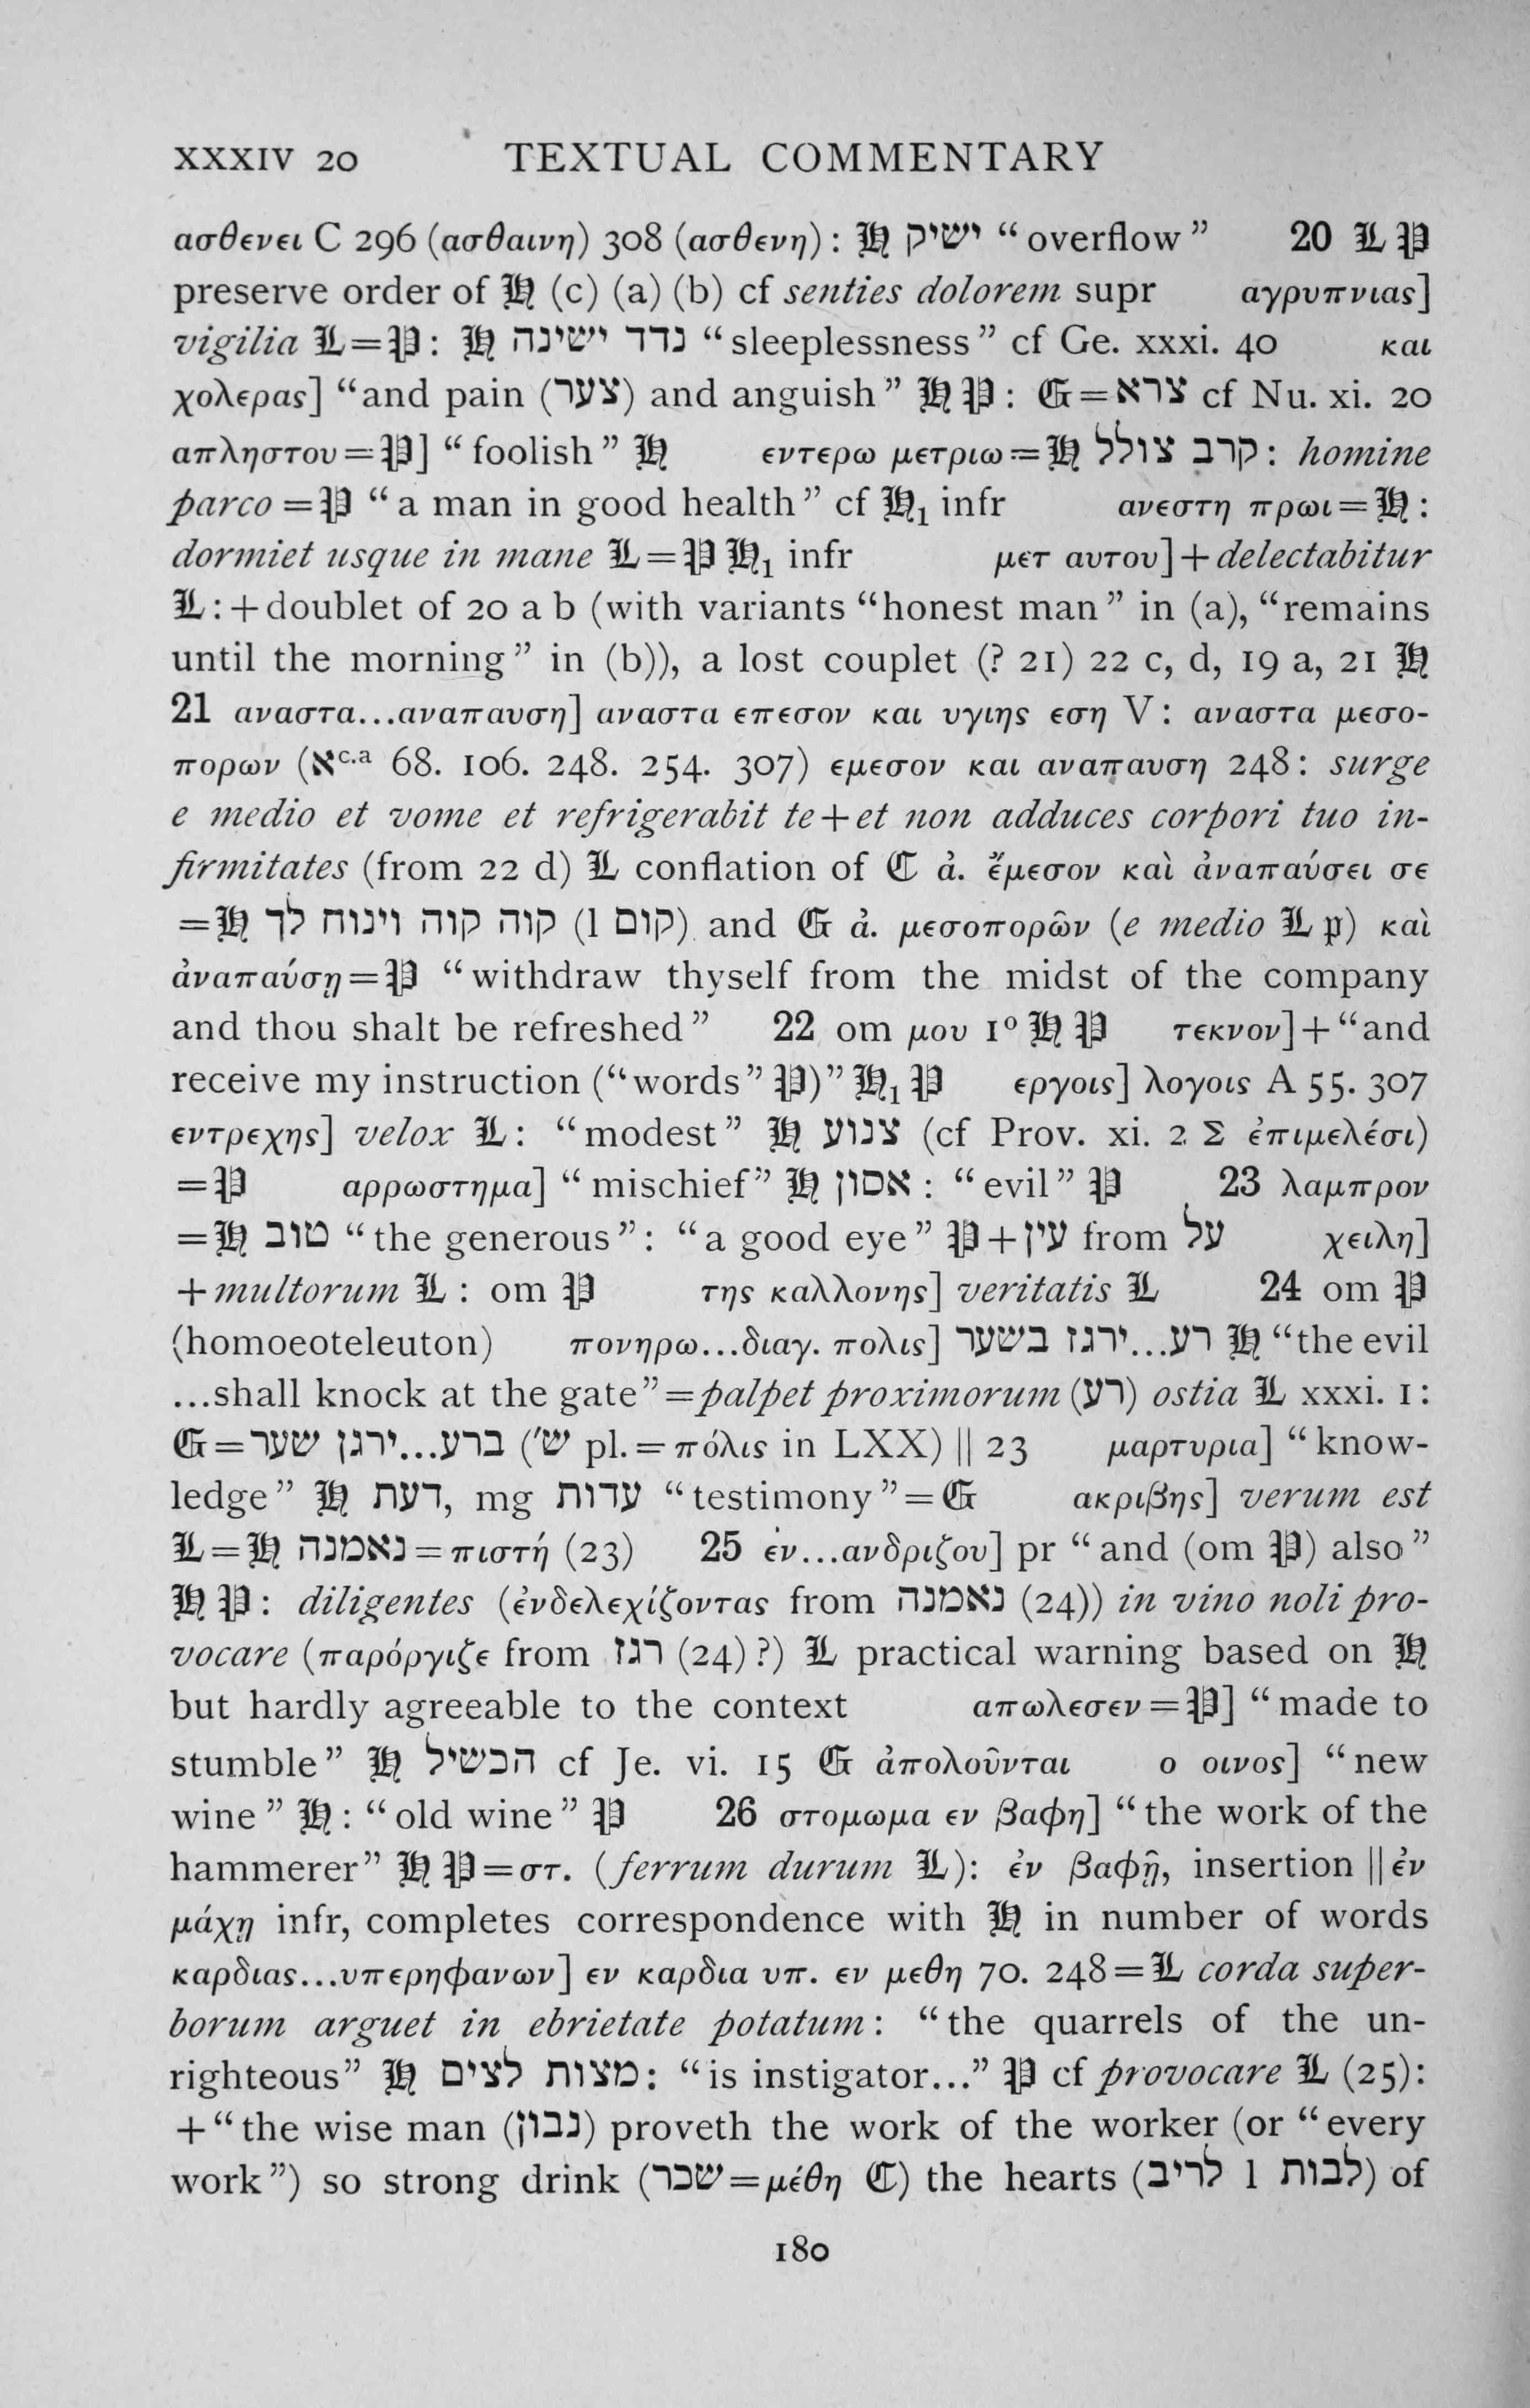 XXXIV 20 TEXTUAL COMMENTARY
ασθενει C 296 (ασθαινη) 308 (ασθενη) : 𝕳 ישיק “overflow” 20 𝕷 𝕻
preserve order of 𝕳 (c) (a) (b) cf senties dolorem supr αγρυπνιας]
vigilia 𝕷=𝕻: 𝕳 נדד ישינה “sleeplessness” cf Ge. xxxi. 40 και
χολερας] “and pain (צער) and anguish” 𝕳 𝕻: 𝕲=צרא cf Nu. xi. 20
απληστου=𝕻] “foolish” 𝕳 εντερω μετριω=𝕳 קרב צולל: homine
parco=𝕻 “a man in good health” cf 𝕳₁ infr ανεστη πρωι=𝕳:
dormiet usque in mane 𝕷=𝕻 𝕳₁ infr μετ αυτου]+delectabitur
𝕷:+doublet of 20 a b (with variants “honest man” in (a), “remains
until the morning” in (b)), a lost couplet (? 21) 22 c, d, 19 a, 21 𝕳
21 αναστα...αναπαυση] αναστα επεσον και υγιης εση V: αναστα μεσο-
πορων (אc.a 68. 106. 248. 254. 307) εμεσον και αναπαυση 248: surge
e medio et vome et refrigerabit te+et non adduces corpori tuo in-
firmitates (from 22 d) 𝕷 conflation of ℭ ἀ. ἔμεσον καὶ ἀναπαύσει σε
=𝕳 קוה קוה וינוח לך (l קום) and 𝕲 ἀ. μεσοπορῶν (e medio 𝕷 𝔭) καὶ
ἀναπαύσῃ=𝕻 “withdraw thyself from the midst of the company
and thou shalt be refreshed” 22 om μου 1° 𝕳 𝕻 τεκνον]+“and
receive my instruction (“words” 𝕻)” 𝕳₁ 𝕻 εργοις] λογοις A 55. 307
εντρεχης] velox 𝕷: “modest” 𝕳 צנוע (cf Prov. xi. 2 Σ ἐπιμελέσι)
=𝕻 αρρωστημα] “mischief” 𝕳 אסון: “evil” 𝕻 23 λαμπρον
=𝕳 טוב “the generous”: “a good eye” 𝕻+עין from על χειλη]
+multorum 𝕷: om 𝕻 της καλλονης] veritatis 𝕷 24 om 𝕻
(homoeoteleuton) πονηρω...διαγ. πολις] רע...ירגז בשער 𝕳 “the evil
...shall knock at the gate”=palpet proximorum (רע) ostia 𝕷 xxxi. 1:
𝕲=ברע...ירגן שער (ש׳ pl.=πόλις in LXX) || 23 μαρτυρια] “know-
ledge” 𝕳 דעת, mg עדות “testimony”=𝕲 ακριβης] verum est
𝕷=𝕳 נאמנה=πιστή (23) 25 ἐν...ανδριζου] pr “and (om 𝕻) also”
𝕳 𝕻: diligentes (ἐνδελεχίζοντας from נאמנה (24)) in vino noli pro-
vocare (παρόργιζε from רגז (24) ?) 𝕷 practical warning based on 𝕳
but hardly agreeable to the context απωλεσεν=𝕻] “made to
stumble” 𝕳 הכשיל cf Je. vi. 15 𝕲 ἀπολοῦνται ο οινος] “new
wine” 𝕳: “old wine” 𝕻 26 στομωμα εν βαφη] “the work of the
hammerer” 𝕳 𝕻=στ. (ferrum durum 𝕷): ἐν βαφῇ, insertion || ἐν
μάχῃ infr, completes correspondence with 𝕳 in number of words
καρδιας...υπερηφανων] εν καρδια υπ. εν μεθη 70. 248=𝕷 corda super-
borum arguet in ebrietate potatum: “the quarrels of the un-
righteous” 𝕳 מצות לצים: “is instigator...” 𝕻 cf provocare 𝕷 (25):
+“the wise man (נבון) proveth the work of the worker (or “every
work”) so strong drink (שכר=μέθη ℭ) the hearts (לריב l לבות) of
180